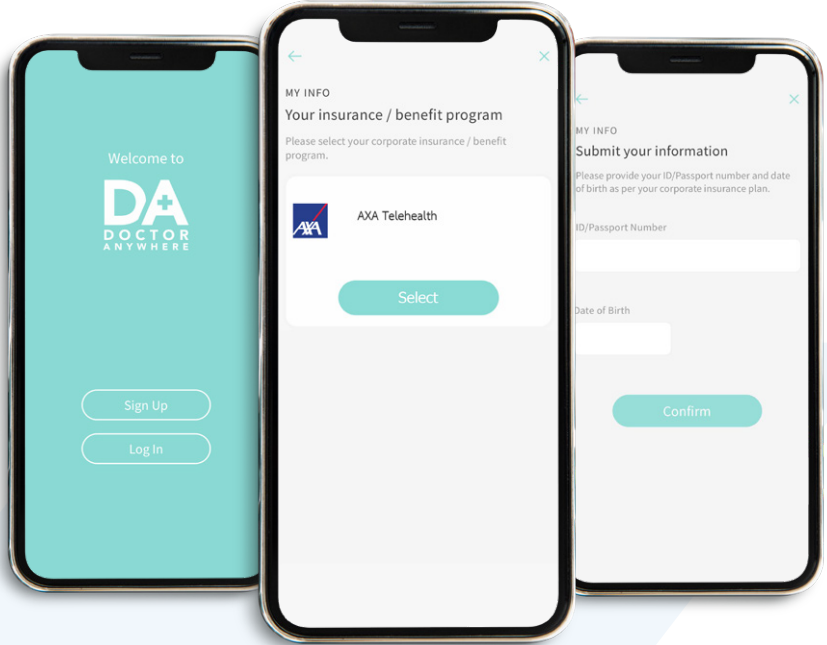 Welcome to
DA
DOCTOR
ANYWHERE
Sign Up
Log In
MY INFO
Your insurance / benefit program
Please select your corporate insurance / benefit
program.
AXA
AXA Telehealth
Select
MY INFO
Submit your information
Please provide your ID/Passport number and date
of birth as per your corporate insurance plan.
ID/Passport Number
Date of Birth
Confirm